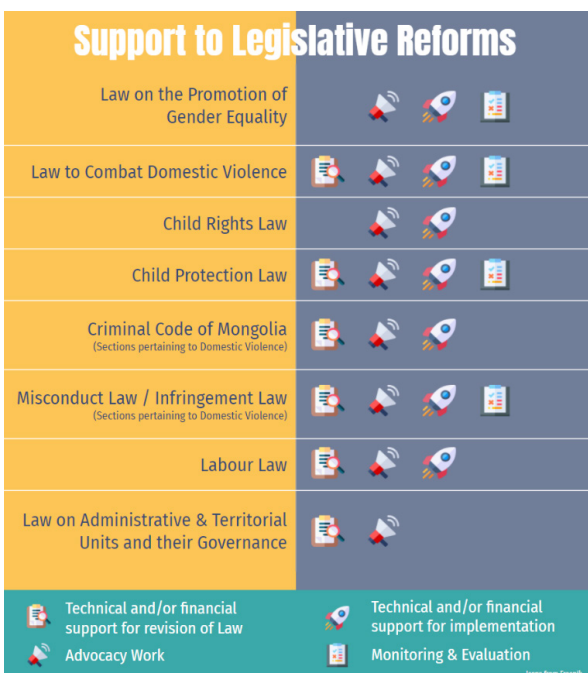 Support to Legislative Reforms
Law on the Promotion of
Gender Equality
Law to Combat Domestic Violence
Child Rights Law
Child Protection Law
Criminal Code of Mongolia
(Sections pertaining to Domestic Violence)
Misconduct Law / Infringement Law
(Sections pertaining to Domestic Violence)
Labour Law
Law on Administrative & Territorial
Units and their Governance
Technical and/or financial
support for revision of Law
Advocacy Work
Technical and/or financial
support for implementation
Monitoring & Evaluation